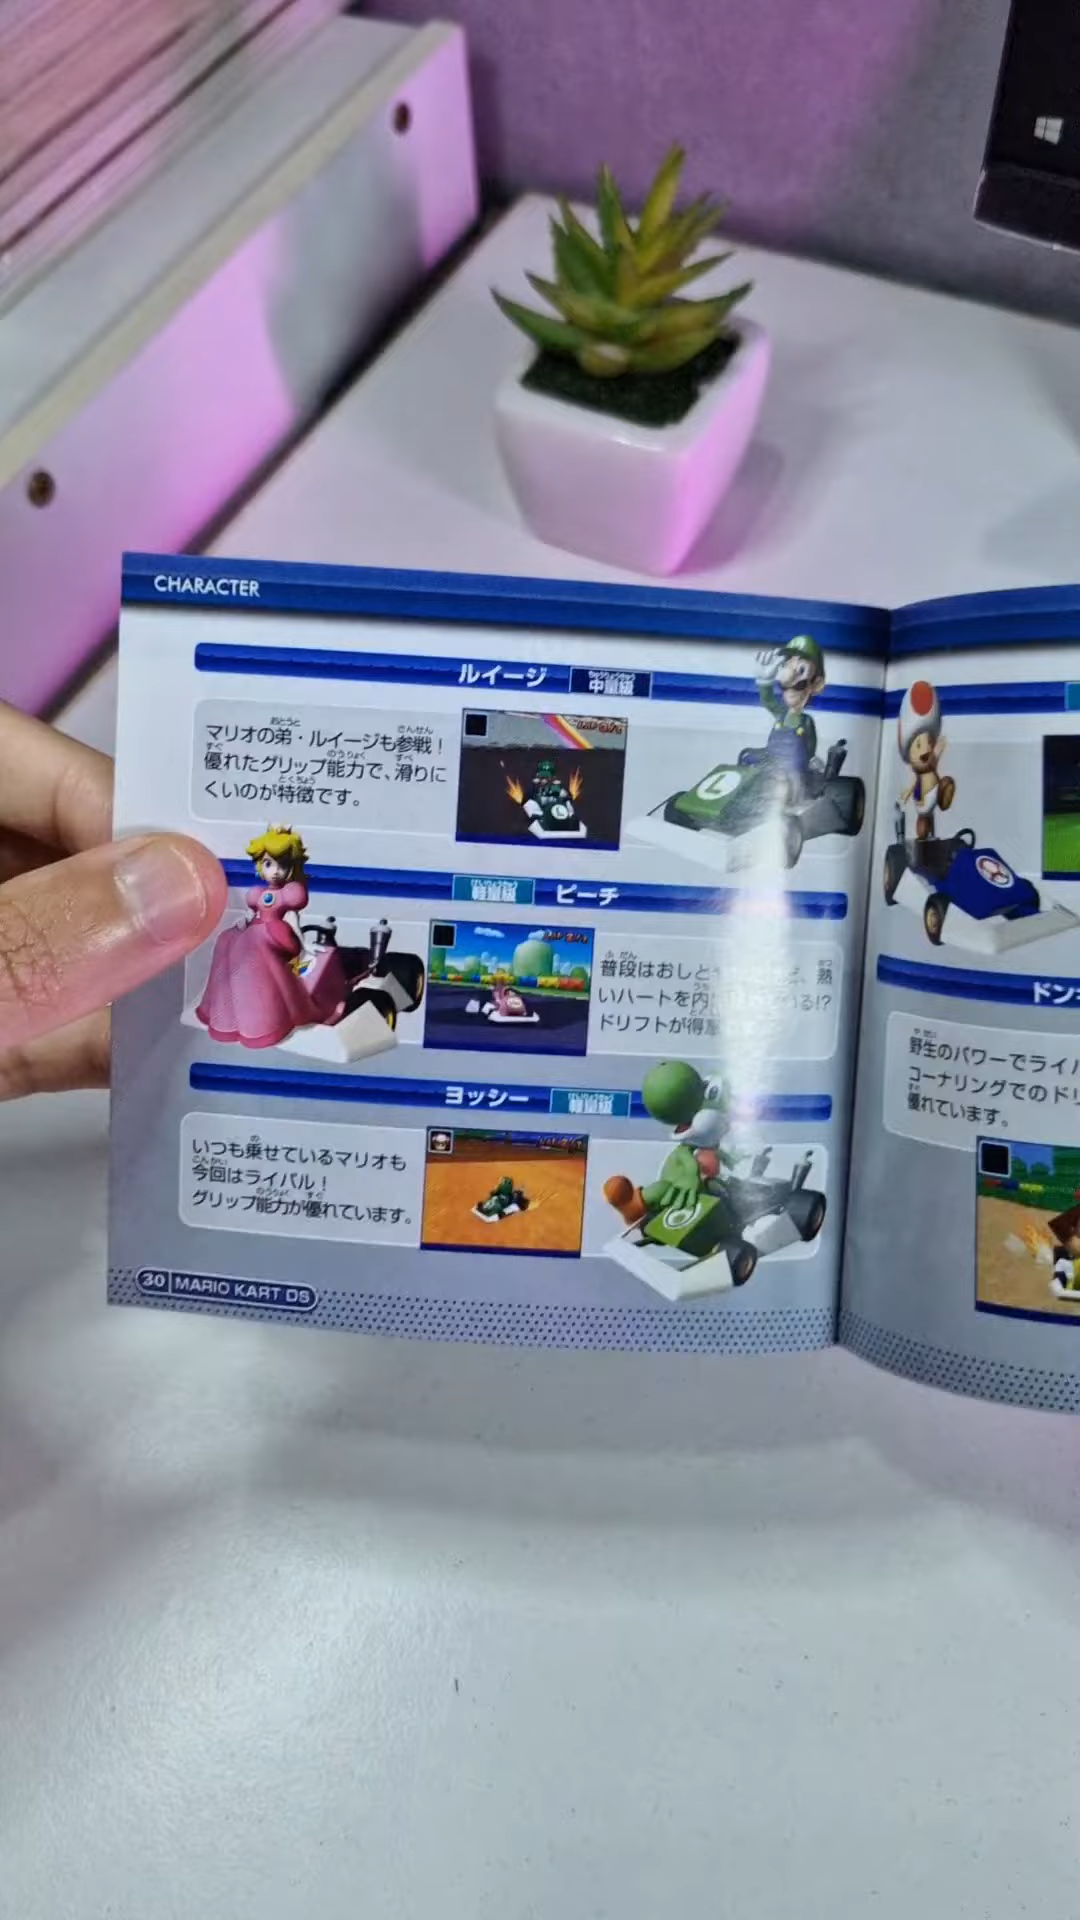 CHARACTER
ルイージ 中量級
マリオの弟・ルイージも参戦！
優れたグリップ能力で、滑りに
くいのが特徴です。
軽量級 ピーチ
普段はおしと 熱
いハートを内 る!?
ドリフトが得
ヨッシー 軽量級
いつも乗せているマリオも
今回はライバル！
グリップ能力が優れています。
30 MARIO KART DS
ドン
野生のパワーでライ
コーナリングでのド
優れています。